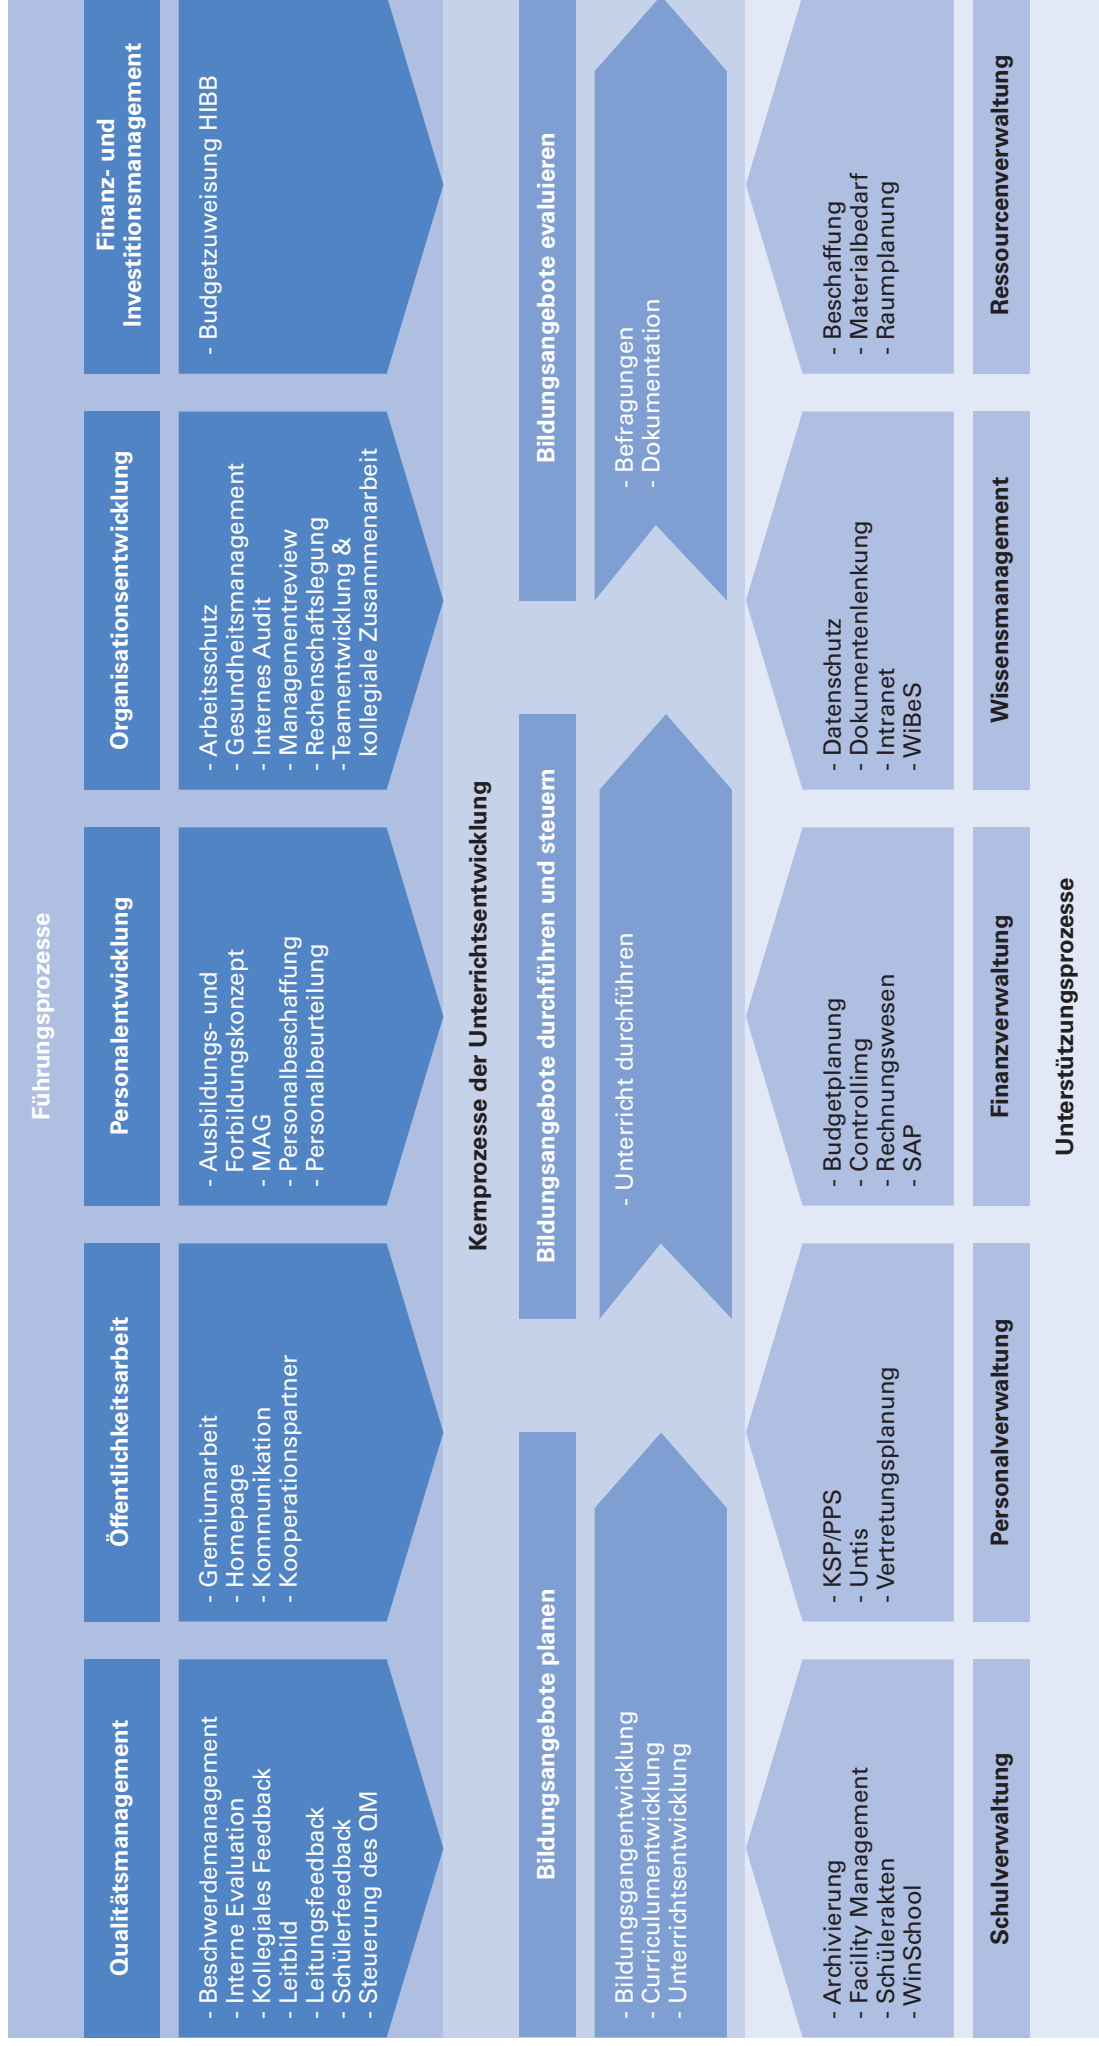 Führungsprozesse
Qualitätsmanagement
- Beschwerdemanagement
- Interne Evaluation
- Kollegiales Feedback
- Leitbild
- Leitungsfeedback
- Schülerfeedback
- Steuerung des QM
Öffentlichkeitsarbeit
- Gremiumarbeit
- Homepage
- Kommunikation
- Kooperationspartner
Personalentwicklung
- Ausbildungs- und
Forbildungskonzept
- MAG
- Personalbeschaffung
- Personalbeurteilung
Organisationsentwicklung
- Arbeitsschutz
- Gesundheitsmanagement
- Internes Audit
- Managementreview
- Rechenschaftslegung
- Teamentwicklung &
kollegiale Zusammenarbeit
Finanz- und
Investitionsmanagement
- Budgetzuweisung HIBB
Kernprozesse der Unterrichtsentwicklung
Bildungsangebote planen
- Bildungsgangentwicklung
- Curriculumentwicklung
- Unterrichtsentwicklung
Bildungsangebote durchführen und steuern
- Unterricht durchführen
Bildungsangebote evaluieren
- Befragungen
- Dokumentation
- Archivierung
- Facility Management
- Schülerakten
- WinSchool
Schulverwaltung
- KSP/PPS
- Untis
- Vertretungsplanung
Personalverwaltung
- Budgetplanung
- Controllimg
- Rechnungswesen
- SAP
Finanzverwaltung
- Datenschutz
- Dokumentenlenkung
- Intranet
- WiBeS
Wissensmanagement
- Beschaffung
- Materialbedarf
- Raumplanung
Ressourcenverwaltung
Unterstützungsprozesse